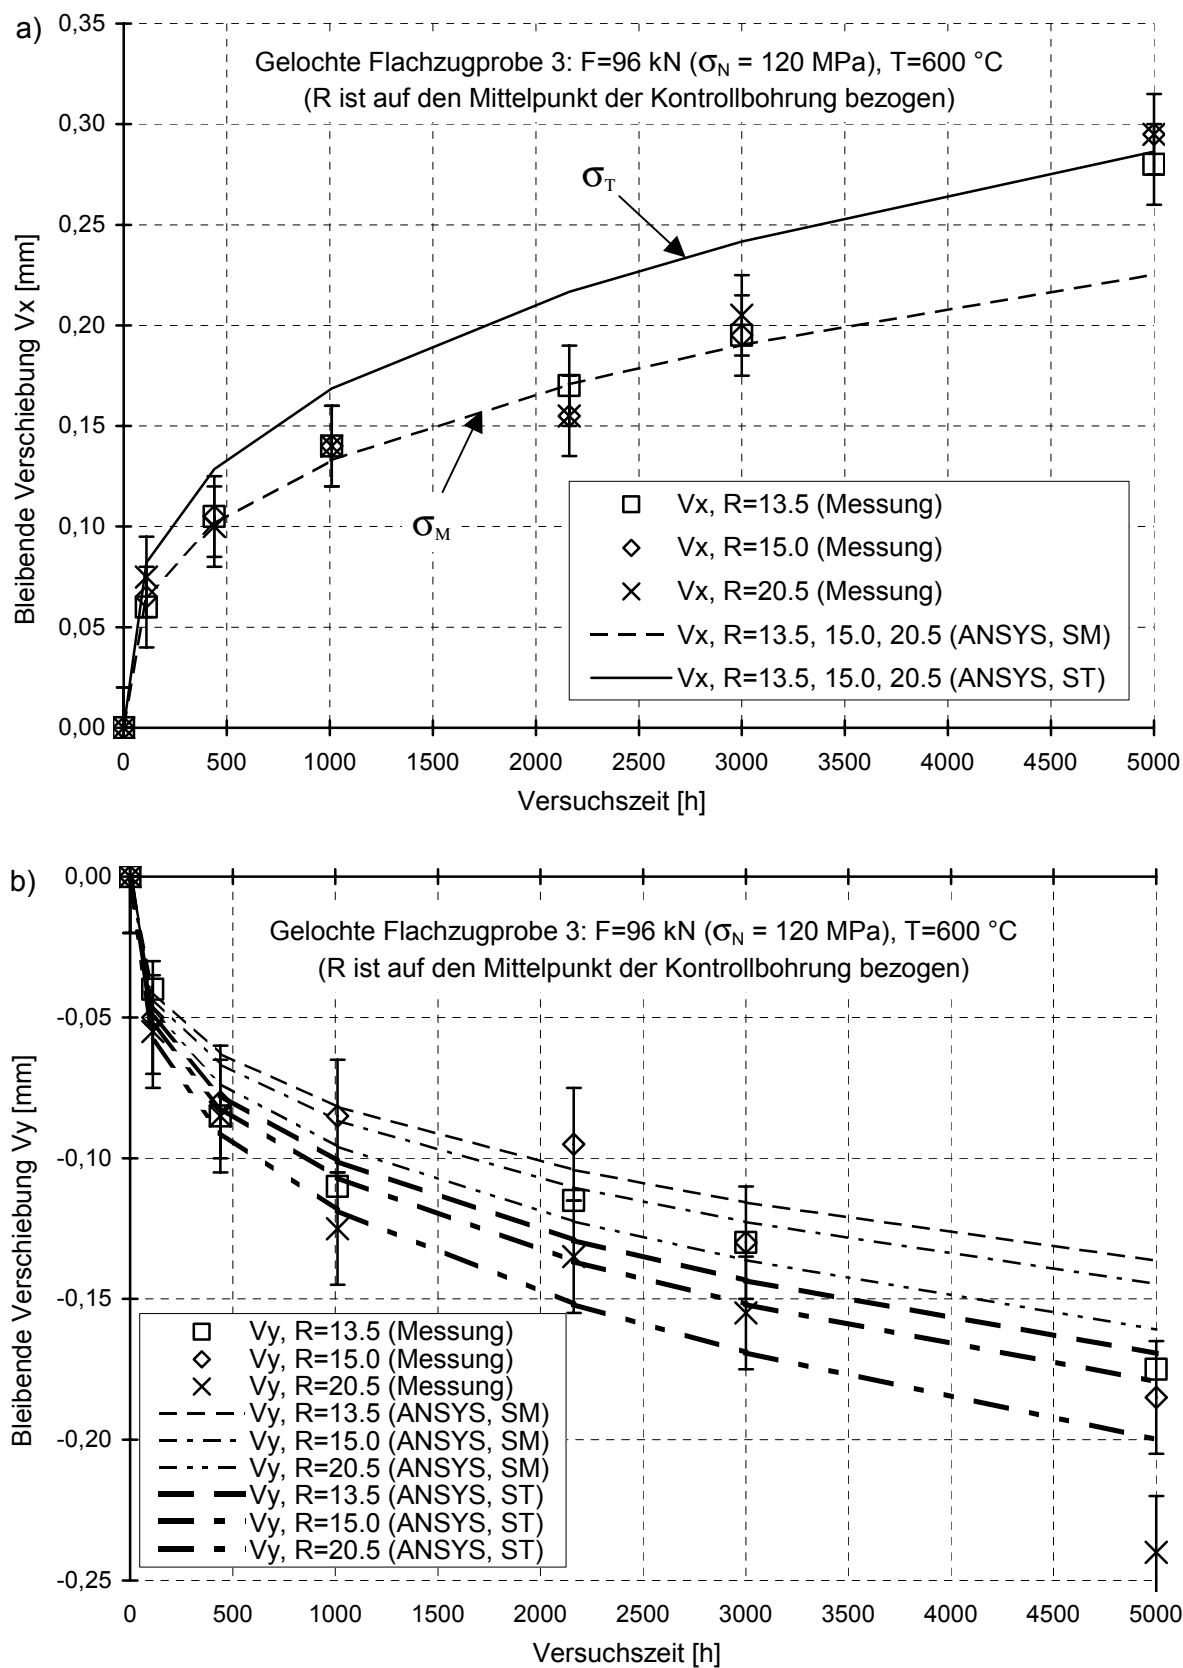 a)
Gelochte Flachzugprobe 3: F=96 kN (σN = 120 MPa), T=600 °C
(R ist auf den Mittelpunkt der Kontrollbohrung bezogen)
Bleibende Verschiebung Vx [mm]
0,35
0,30
0,25
0,20
0,15
0,10
0,05
0,00
σT
σM
Vx, R=13.5 (Messung)
Vx, R=15.0 (Messung)
Vx, R=20.5 (Messung)
Vx, R=13.5, 15.0, 20.5 (ANSYS, SM)
Vx, R=13.5, 15.0, 20.5 (ANSYS, ST)
0 500 1000 1500 2000 2500 3000 3500 4000 4500 5000
Versuchszeit [h]
b)
Gelochte Flachzugprobe 3: F=96 kN (σN = 120 MPa), T=600 °C
(R ist auf den Mittelpunkt der Kontrollbohrung bezogen)
Bleibende Verschiebung Vy [mm]
0,00
-0,05
-0,10
-0,15
-0,20
-0,25
Vy, R=13.5 (Messung)
Vy, R=15.0 (Messung)
Vy, R=20.5 (Messung)
Vy, R=13.5 (ANSYS, SM)
Vy, R=15.0 (ANSYS, SM)
Vy, R=20.5 (ANSYS, SM)
Vy, R=13.5 (ANSYS, ST)
Vy, R=15.0 (ANSYS, ST)
Vy, R=20.5 (ANSYS, ST)
0 500 1000 1500 2000 2500 3000 3500 4000 4500 5000
Versuchszeit [h]